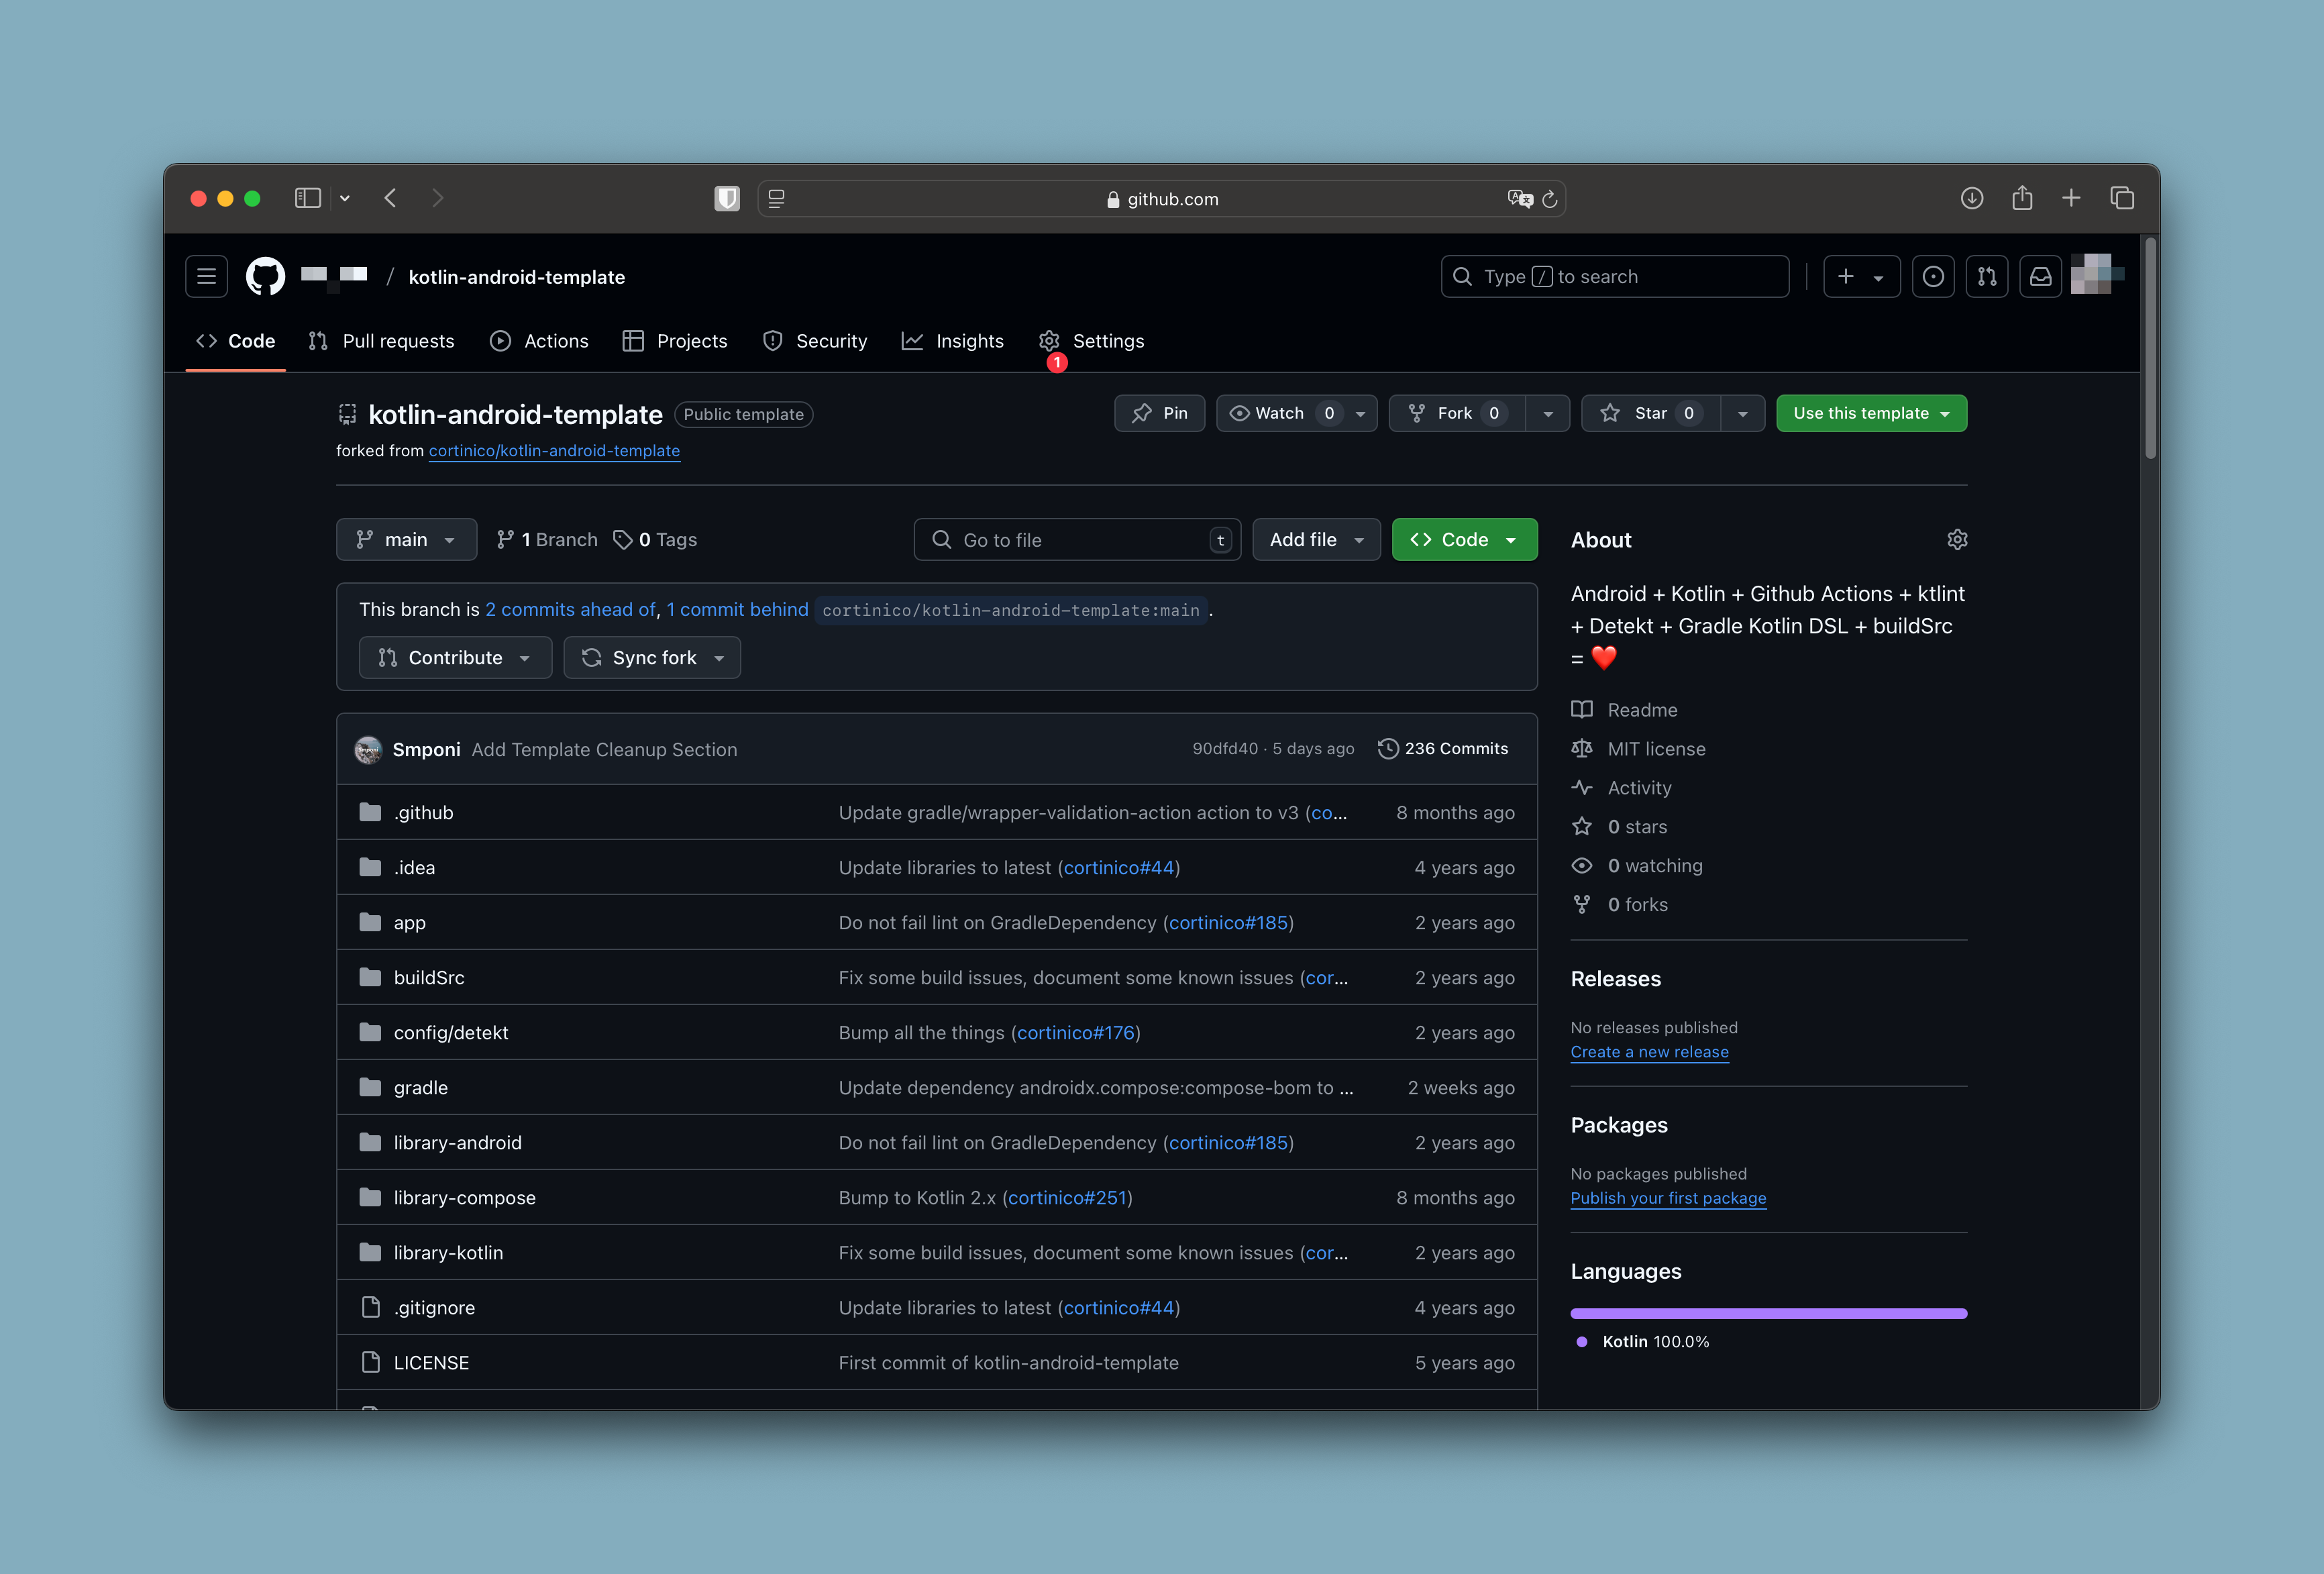 github.com
/ kotlin-android-template
Type / to search
Code Pull requests Actions Projects Security Insights Settings
1
kotlin-android-template Public template
Pin Watch 0 Fork 0 Star 0 Use this template
forked from cortinico/kotlin-android-template
main 1 Branch 0 Tags Go to file t Add file Code
This branch is 2 commits ahead of, 1 commit behind cortinico/kotlin-android-template:main.
Contribute Sync fork
Smponi Add Template Cleanup Section 90dfd40 · 5 days ago 236 Commits
.github Update gradle/wrapper-validation-action action to v3 (co... 8 months ago
.idea Update libraries to latest (cortinico#44) 4 years ago
app Do not fail lint on GradleDependency (cortinico#185) 2 years ago
buildSrc Fix some build issues, document some known issues (cor... 2 years ago
config/detekt Bump all the things (cortinico#176) 2 years ago
gradle Update dependency androidx.compose:compose-bom to ... 2 weeks ago
library-android Do not fail lint on GradleDependency (cortinico#185) 2 years ago
library-compose Bump to Kotlin 2.x (cortinico#251) 8 months ago
library-kotlin Fix some build issues, document some known issues (cor... 2 years ago
.gitignore Update libraries to latest (cortinico#44) 4 years ago
LICENSE First commit of kotlin-android-template 5 years ago
About
Android + Kotlin + Github Actions + ktlint
+ Detekt + Gradle Kotlin DSL + buildSrc
= ❤️
Readme
MIT license
Activity
0 stars
0 watching
0 forks
Releases
No releases published
Create a new release
Packages
No packages published
Publish your first package
Languages
Kotlin 100.0%